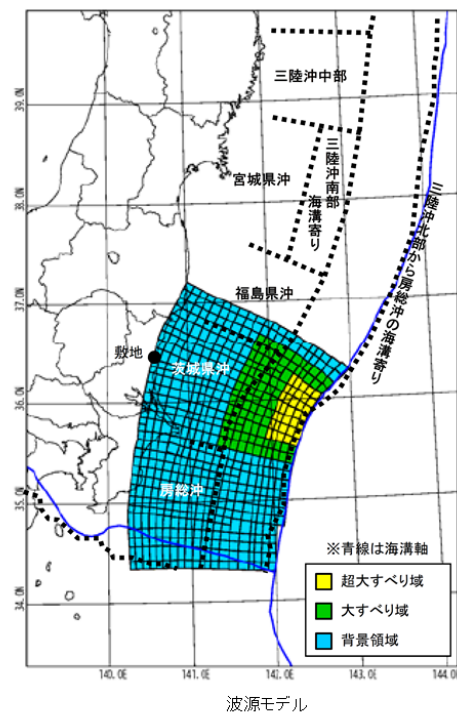 三陸沖中部
宮城県沖
三陸沖南部
海溝寄り
三陸沖北部から房総沖の海溝寄り
福島県沖
敷地
茨城県沖
房総沖
※青線は海溝軸
超大すべり域
大すべり域
背景領域
39.0N
38.0N
37.0N
36.0N
35.0N
34.0N
140.0E
141.0E
142.0E
143.0E
144.0
波源モデル